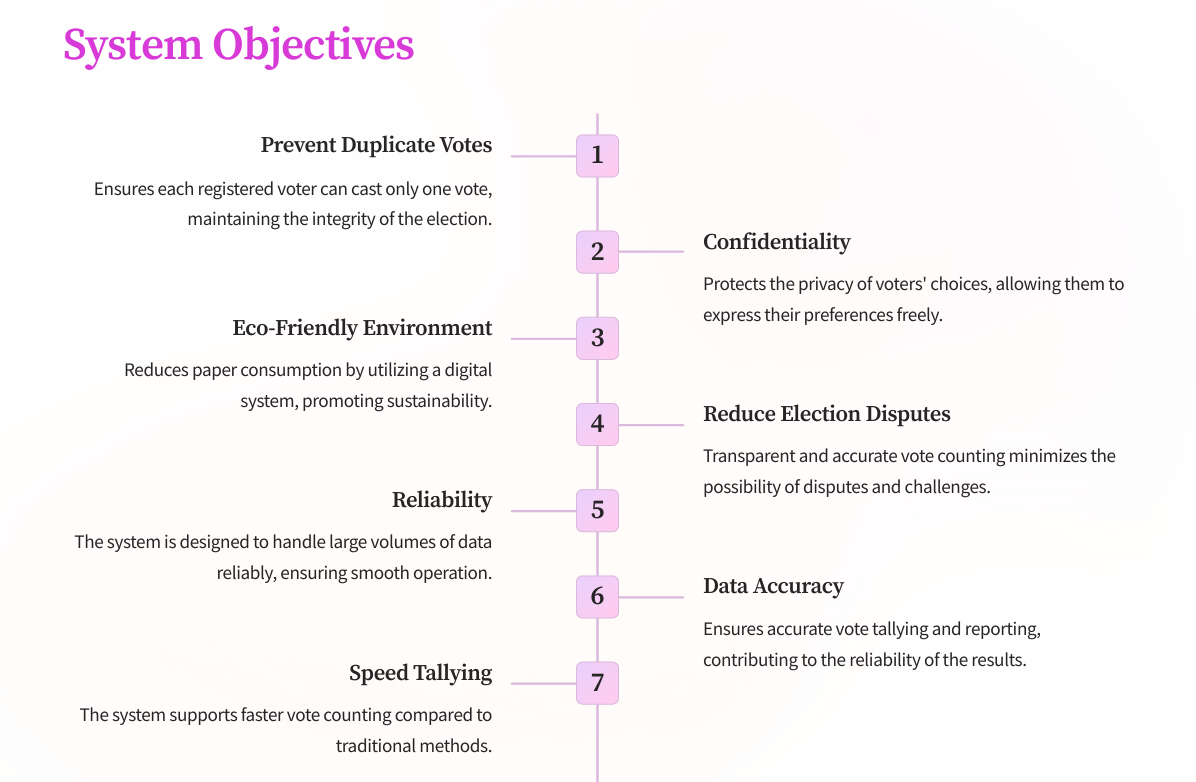 System Objectives
1
Prevent Duplicate Votes
Ensures each registered voter can cast only one vote,
maintaining the integrity of the election.
2
Confidentiality
Protects the privacy of voters' choices, allowing them to
express their preferences freely.
3
Eco-Friendly Environment
Reduces paper consumption by utilizing a digital
system, promoting sustainability.
4
Reduce Election Disputes
Transparent and accurate vote counting minimizes the
possibility of disputes and challenges.
5
Reliability
The system is designed to handle large volumes of data
reliably, ensuring smooth operation.
6
Data Accuracy
Ensures accurate vote tallying and reporting,
contributing to the reliability of the results.
7
Speed Tallying
The system supports faster vote counting compared to
traditional methods.